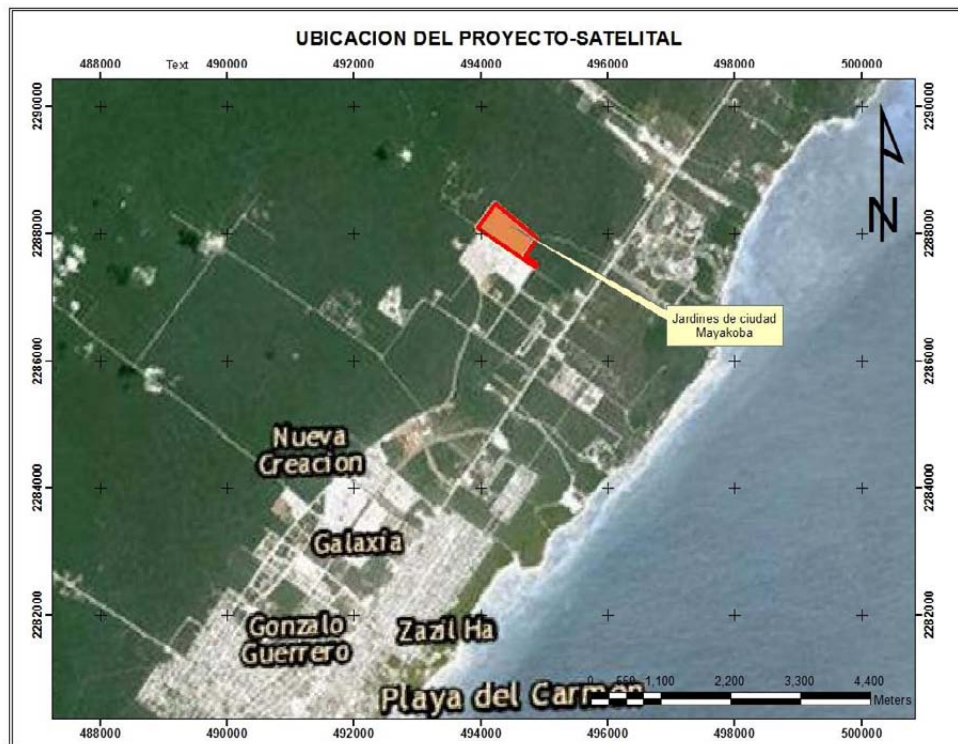 UBICACION DEL PROYECTO-SATELITAL
488000 Text 490000 492000 494000 496000 498000 500000
2290000 2290000
N
2288000 2288000
Jardines de ciudad
Mayakoba
2286000 2286000
Nueva
Creacion
2284000 2284000
Galaxia
2282000 2282000
Gonzalo
Guerrero
Zazil Ha
Playa del Carmen
0 550 1,100 2,200 3,300 4,400
Meters
488000 490000 492000 494000 496000 498000 500000